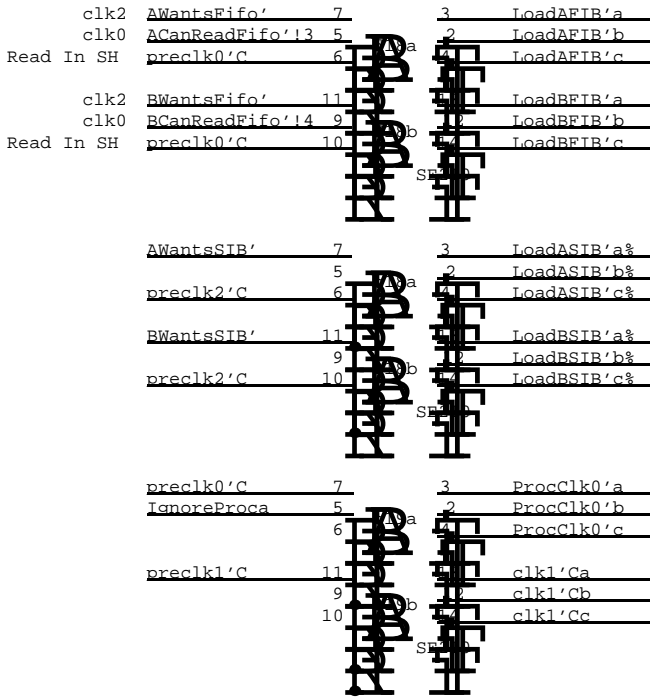 clk2 AWantsFifo' 7 3 LoadAFIB'a
clk0 ACanReadFifo'!3 5 2 LoadAFIB'b
Read In SH preclk0'C 6 4 LoadAFIB'c
clk2 BWantsFifo' 11 LoadBFIB'a
clk0 BCanReadFifo'!4 9 LoadBFIB'b
Read In SH preclk0'C 10 LoadBFIB'c
AWantsSIB' 7 3 LoadASIB'a%
5 2 LoadASIB'b%
preclk2'C 6 4 LoadASIB'c%
BWantsSIB' 11 LoadBSIB'a%
9 LoadBSIB'b%
preclk2'C 10 LoadBSIB'c%
preclk0'C 7 3 ProcClk0'a
IgnoreProca 5 2 ProcClk0'b
6 4 ProcClk0'c
preclk1'C 11 clk1'Ca
9 clk1'Cb
10 clk1'Cc